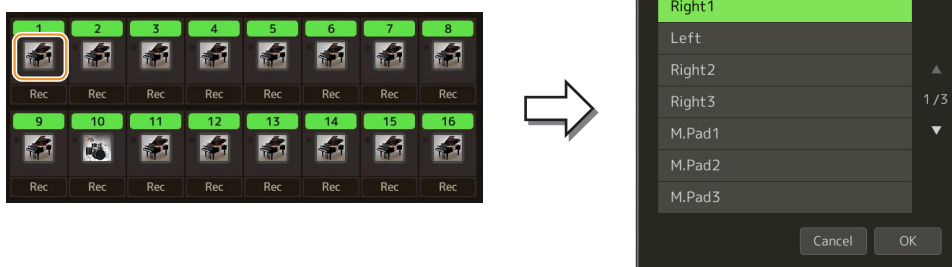 1 2 3 4 5 6 7 8
Rec Rec Rec Rec Rec Rec Rec Rec
9 10 11 12 13 14 15 16
Rec Rec Rec Rec Rec Rec Rec Rec
Right1
Left
Right2
Right3
1/3
M.Pad1
M.Pad2
M.Pad3
Cancel OK